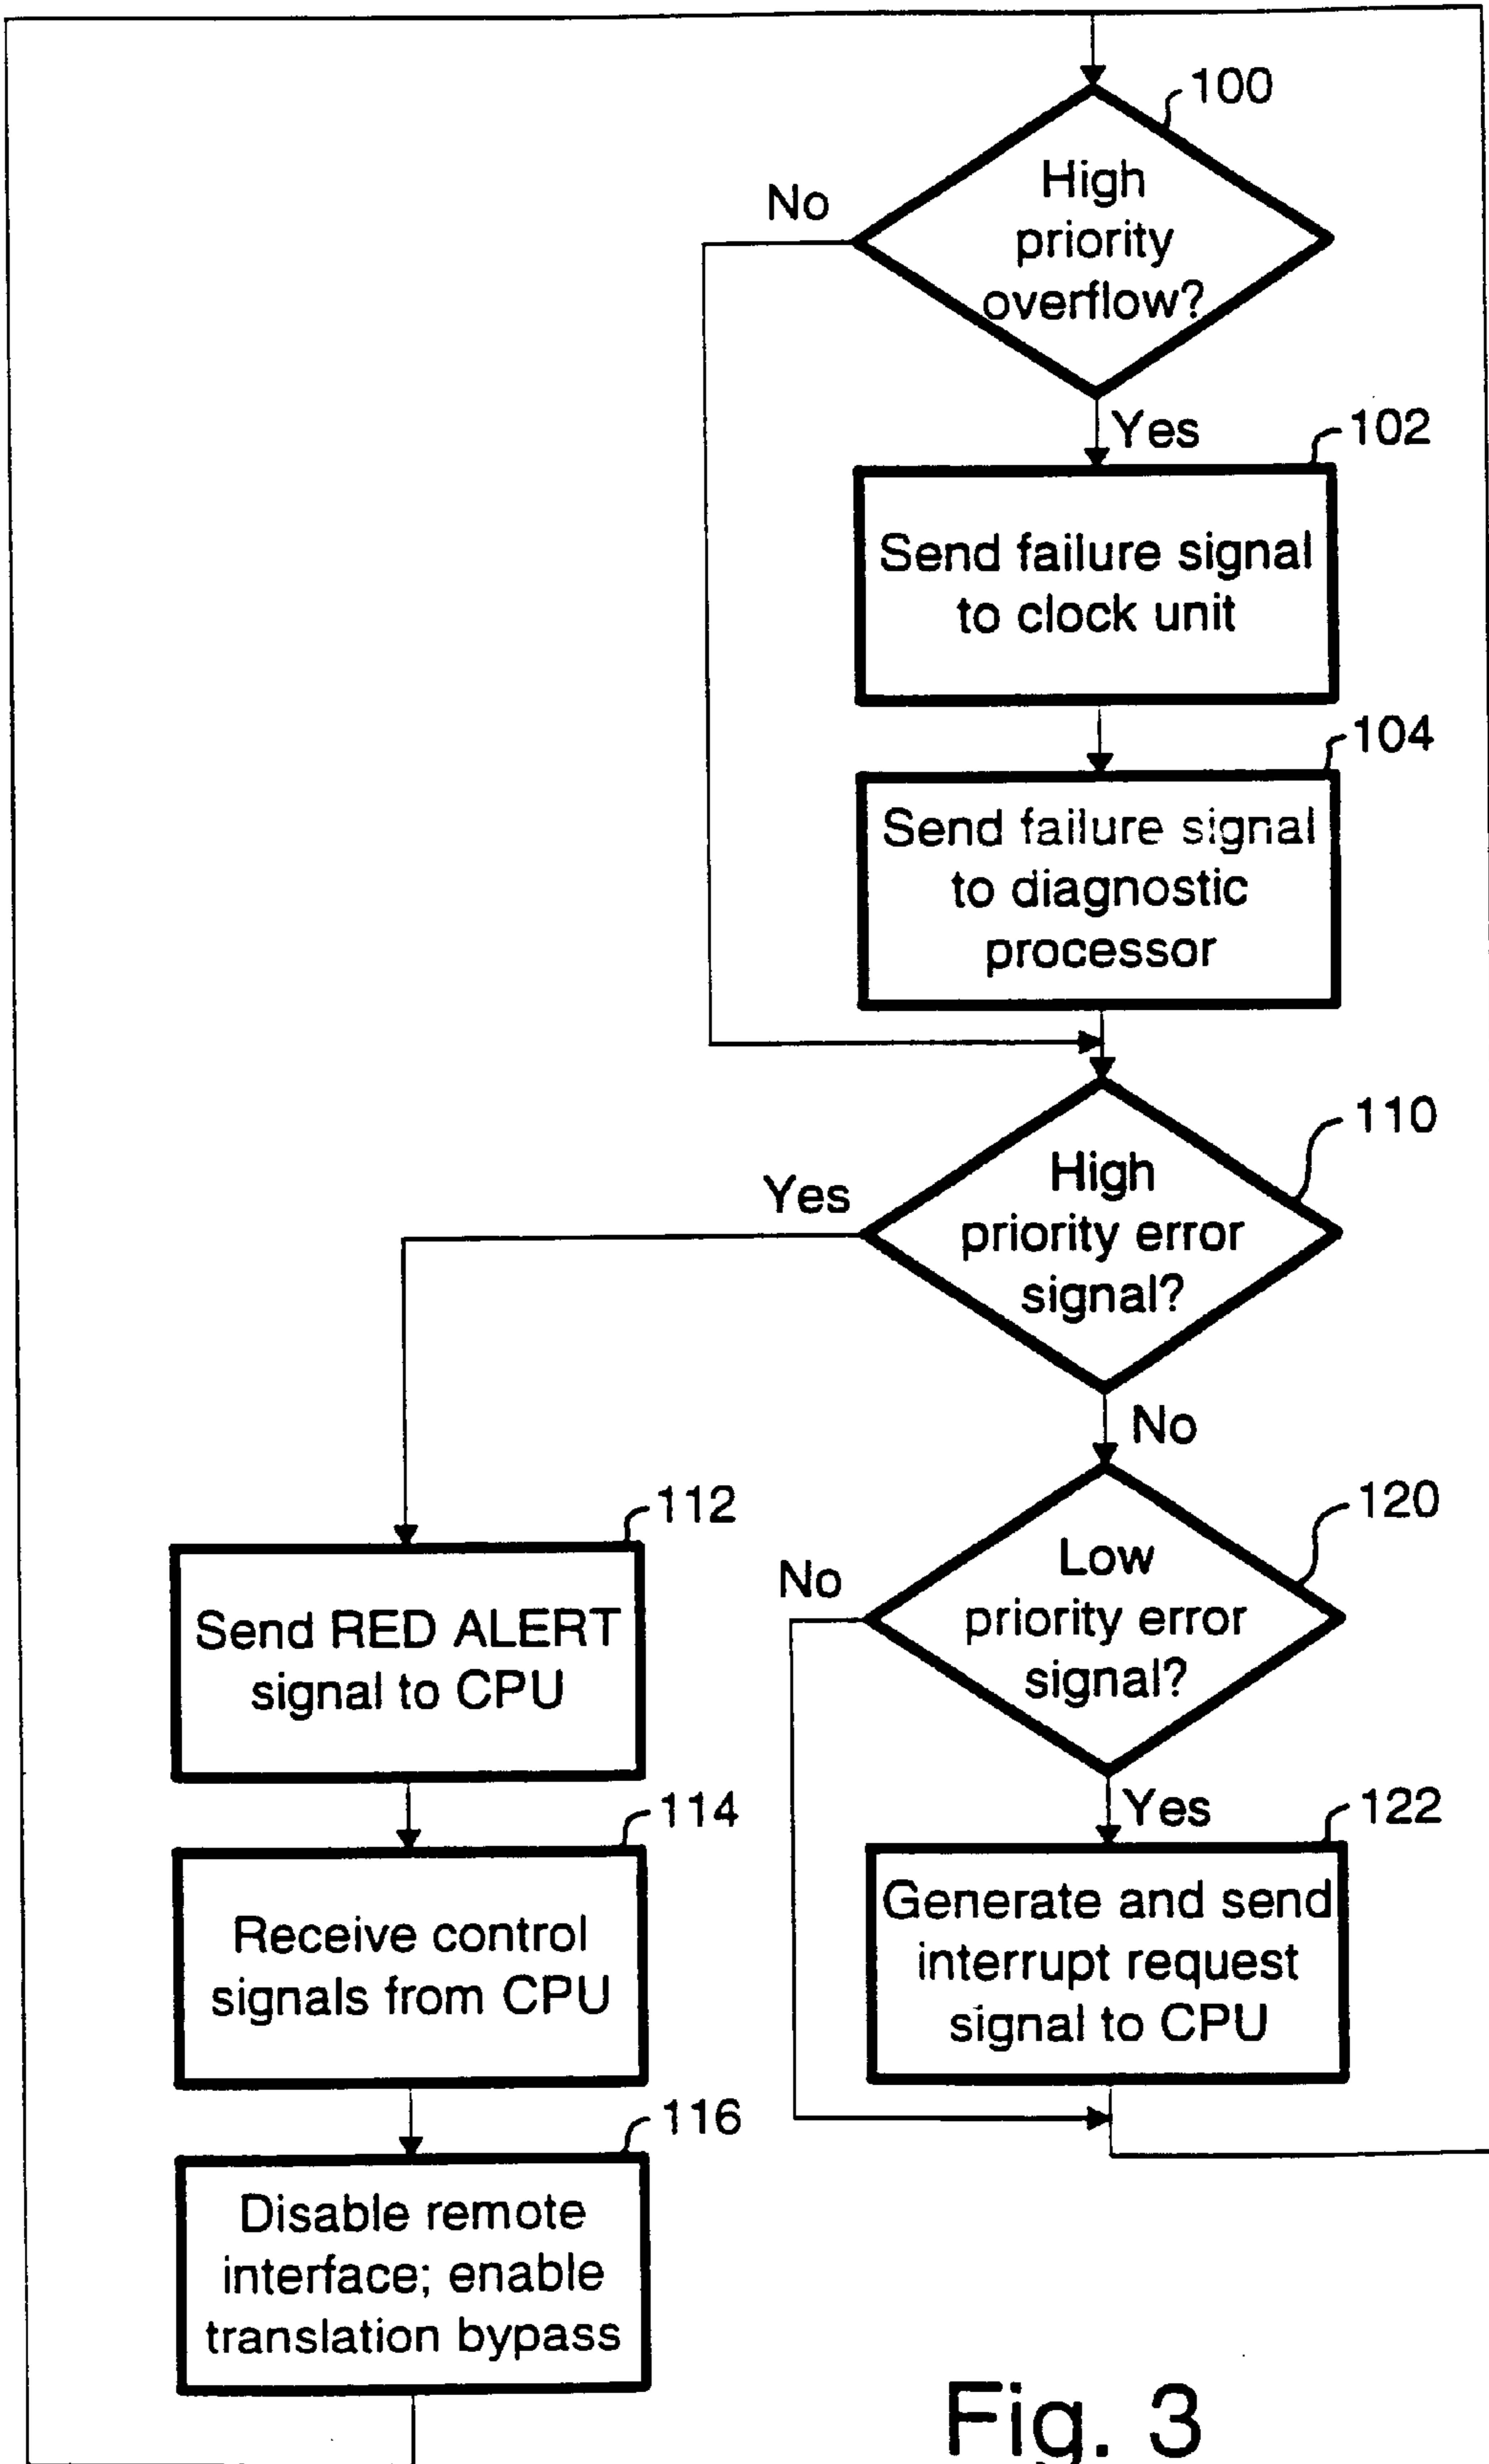 100
High
priority
overflow?
No
Yes
102
Send failure signal
to clock unit
104
Send failure signal
to diagnostic
processor
110
High
priority error
signal?
Yes
No
112
Send RED ALERT
signal to CPU
114
Receive control
signals from CPU
116
Disable remote
interface; enable
translation bypass
120
Low
priority error
signal?
No
Yes
122
Generate and send
interrupt request
signal to CPU
Fig. 3